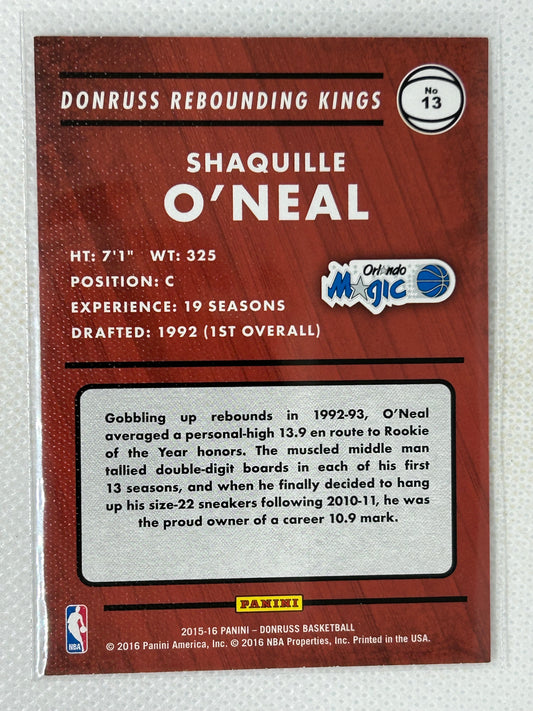 DONRUSS REBOUNDING KINGS
No
13
SHAQUILLE
O'NEAL
HT: 7'1" WT: 325
POSITION: C
EXPERIENCE: 19 SEASONS
DRAFTED: 1992 (1ST OVERALL)
Orlando
Magic
Gobbling up rebounds in 1992-93, O'Neal
averaged a personal-high 13.9 en route to Rookie
of the Year honors. The muscled middle man
tallied double-digit boards in each of his first
13 seasons, and when he finally decided to hang
up his size-22 sneakers following 2010-11, he was
the proud owner of a career 10.9 mark.
PANINI
NBA
2015-16 PANINI – DONRUSS BASKETBALL
© 2016 Panini America, Inc. © 2016 NBA Properties, Inc. Printed in the USA.